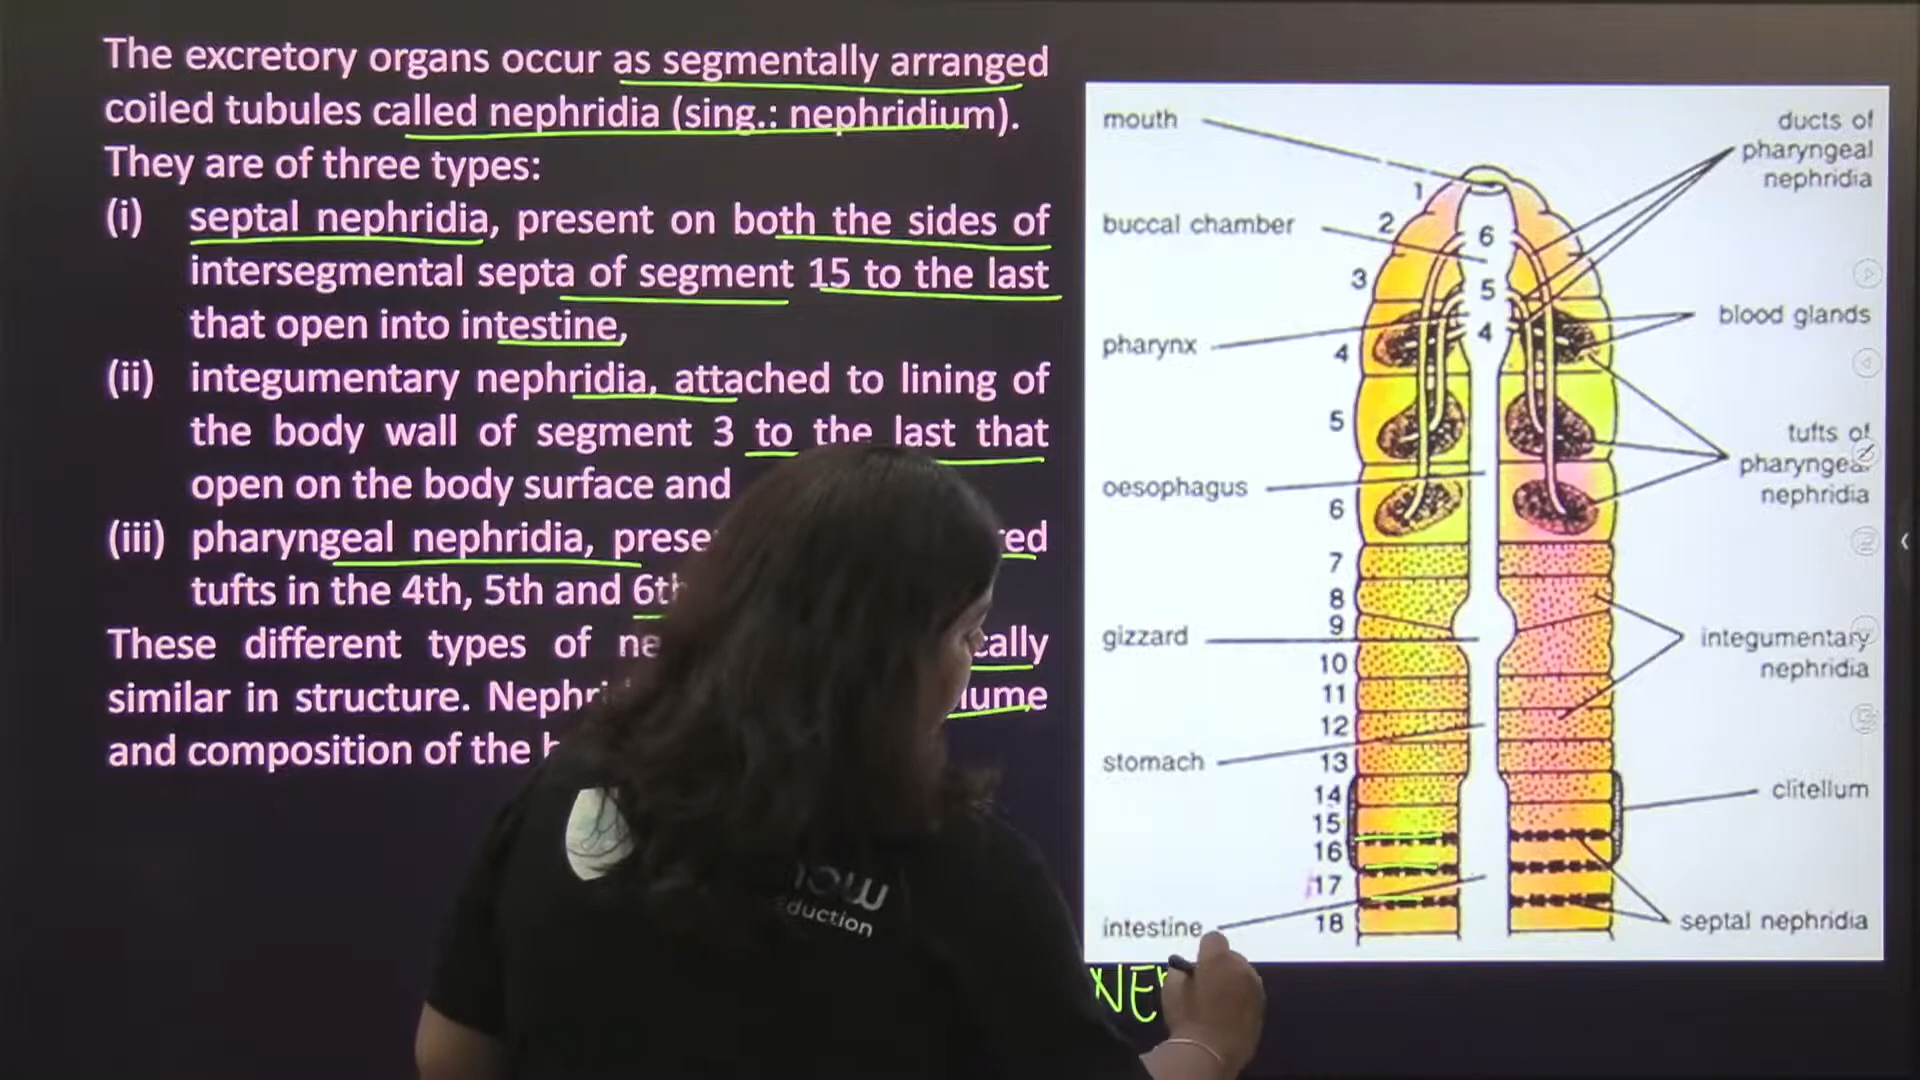 The excretory organs occur as segmentally arranged
coiled tubules called nephridia (sing.: nephridium).
They are of three types:
(i) septal nephridia, present on both the sides of
intersegmental septa of segment 15 to the last
that open into intestine,
(ii) integumentary nephridia, attached to lining of
the body wall of segment 3 to the last that
open on the body surface and
(iii) pharyngeal nephridia,
tufts in the 4th, 5th and
These different types of
similar in structure.
and composition of the
mouth
buccal chamber
pharynx
oesophagus
gizzard
stomach
intestine
1
2
3
4
5
6
7
8
9
10
11
12
13
14
15
16
17
18
6
5
4
ducts of
pharyngeal
nephridia
blood glands
tufts of
pharyngeal
nephridia
integumentary
nephridia
clitellum
septal nephridia